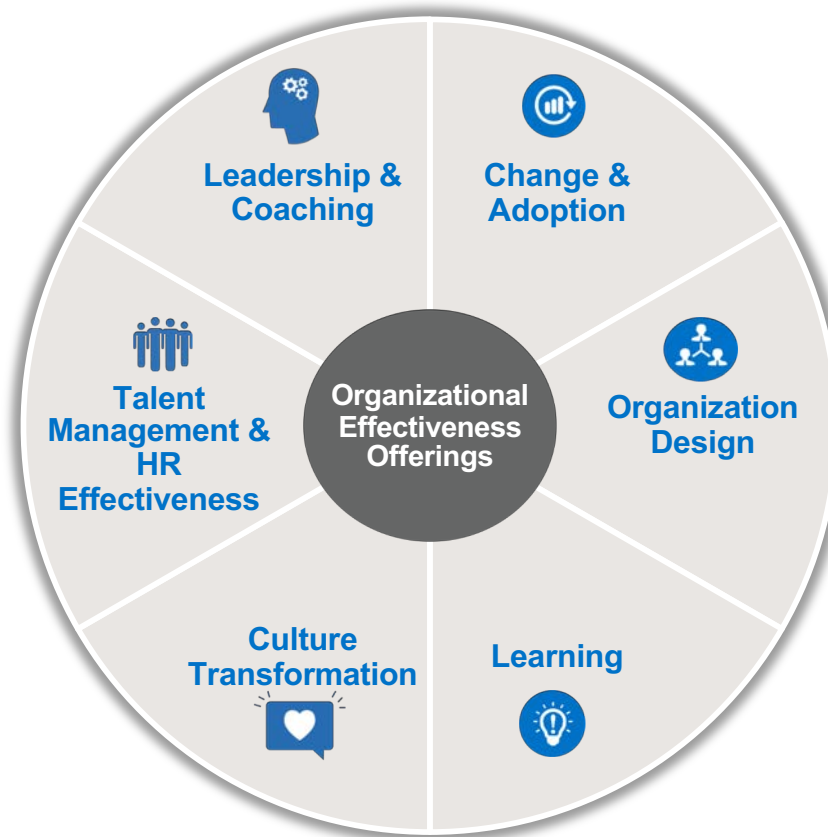 Leadership &
Coaching
Change &
Adoption
Talent
Management &
HR
Effectiveness
Organizational
Effectiveness
Offerings
Organization
Design
Culture
Transformation
Learning